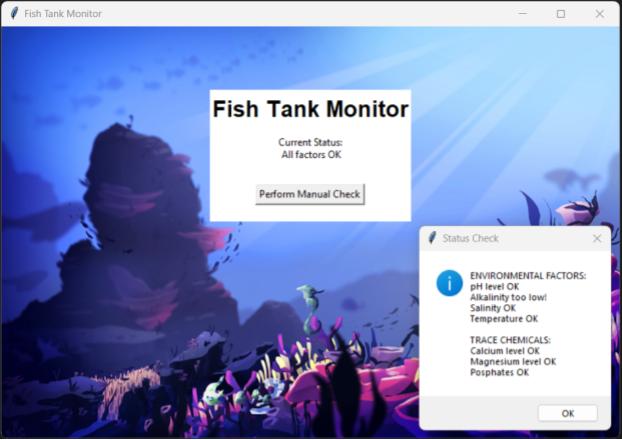 Fish Tank Monitor
Fish Tank Monitor
Current Status:
All factors OK
Perform Manual Check
Status Check
ENVIRONMENTAL FACTORS:
pH level OK
Alkalinity too low!
Salinity OK
Temperature OK
TRACE CHEMICALS:
Calcium level OK
Magnesium level OK
Posphates OK
OK